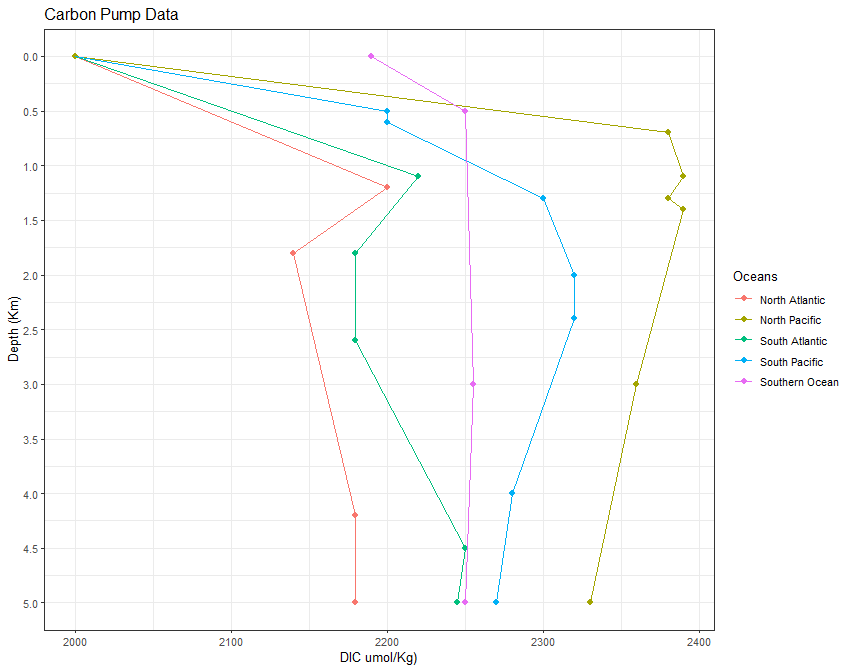 Carbon Pump Data
0.0
0.5
1.0
1.5
2.0
2.5
3.0
3.5
4.0
4.5
5.0
Depth (Km)
2000 2100 2200 2300 2400
DIC umol/Kg)
Oceans
North Atlantic
North Pacific
South Atlantic
South Pacific
Southern Ocean